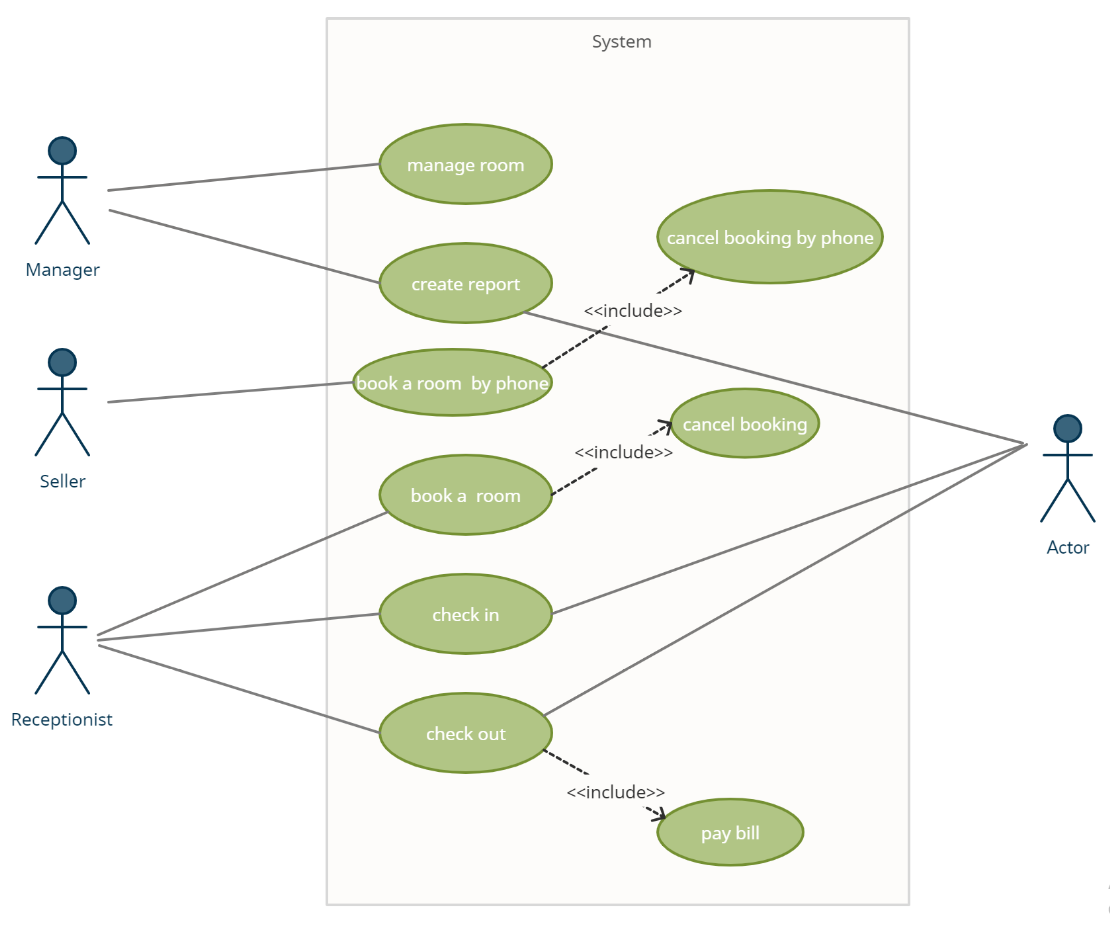 System
manage room
cancel booking by phone
Manager
create report
<<include>>
book a room  by phone
cancel booking
<<include>>
Seller
book a  room
Actor
check in
Receptionist
check out
<<include>>
pay bill